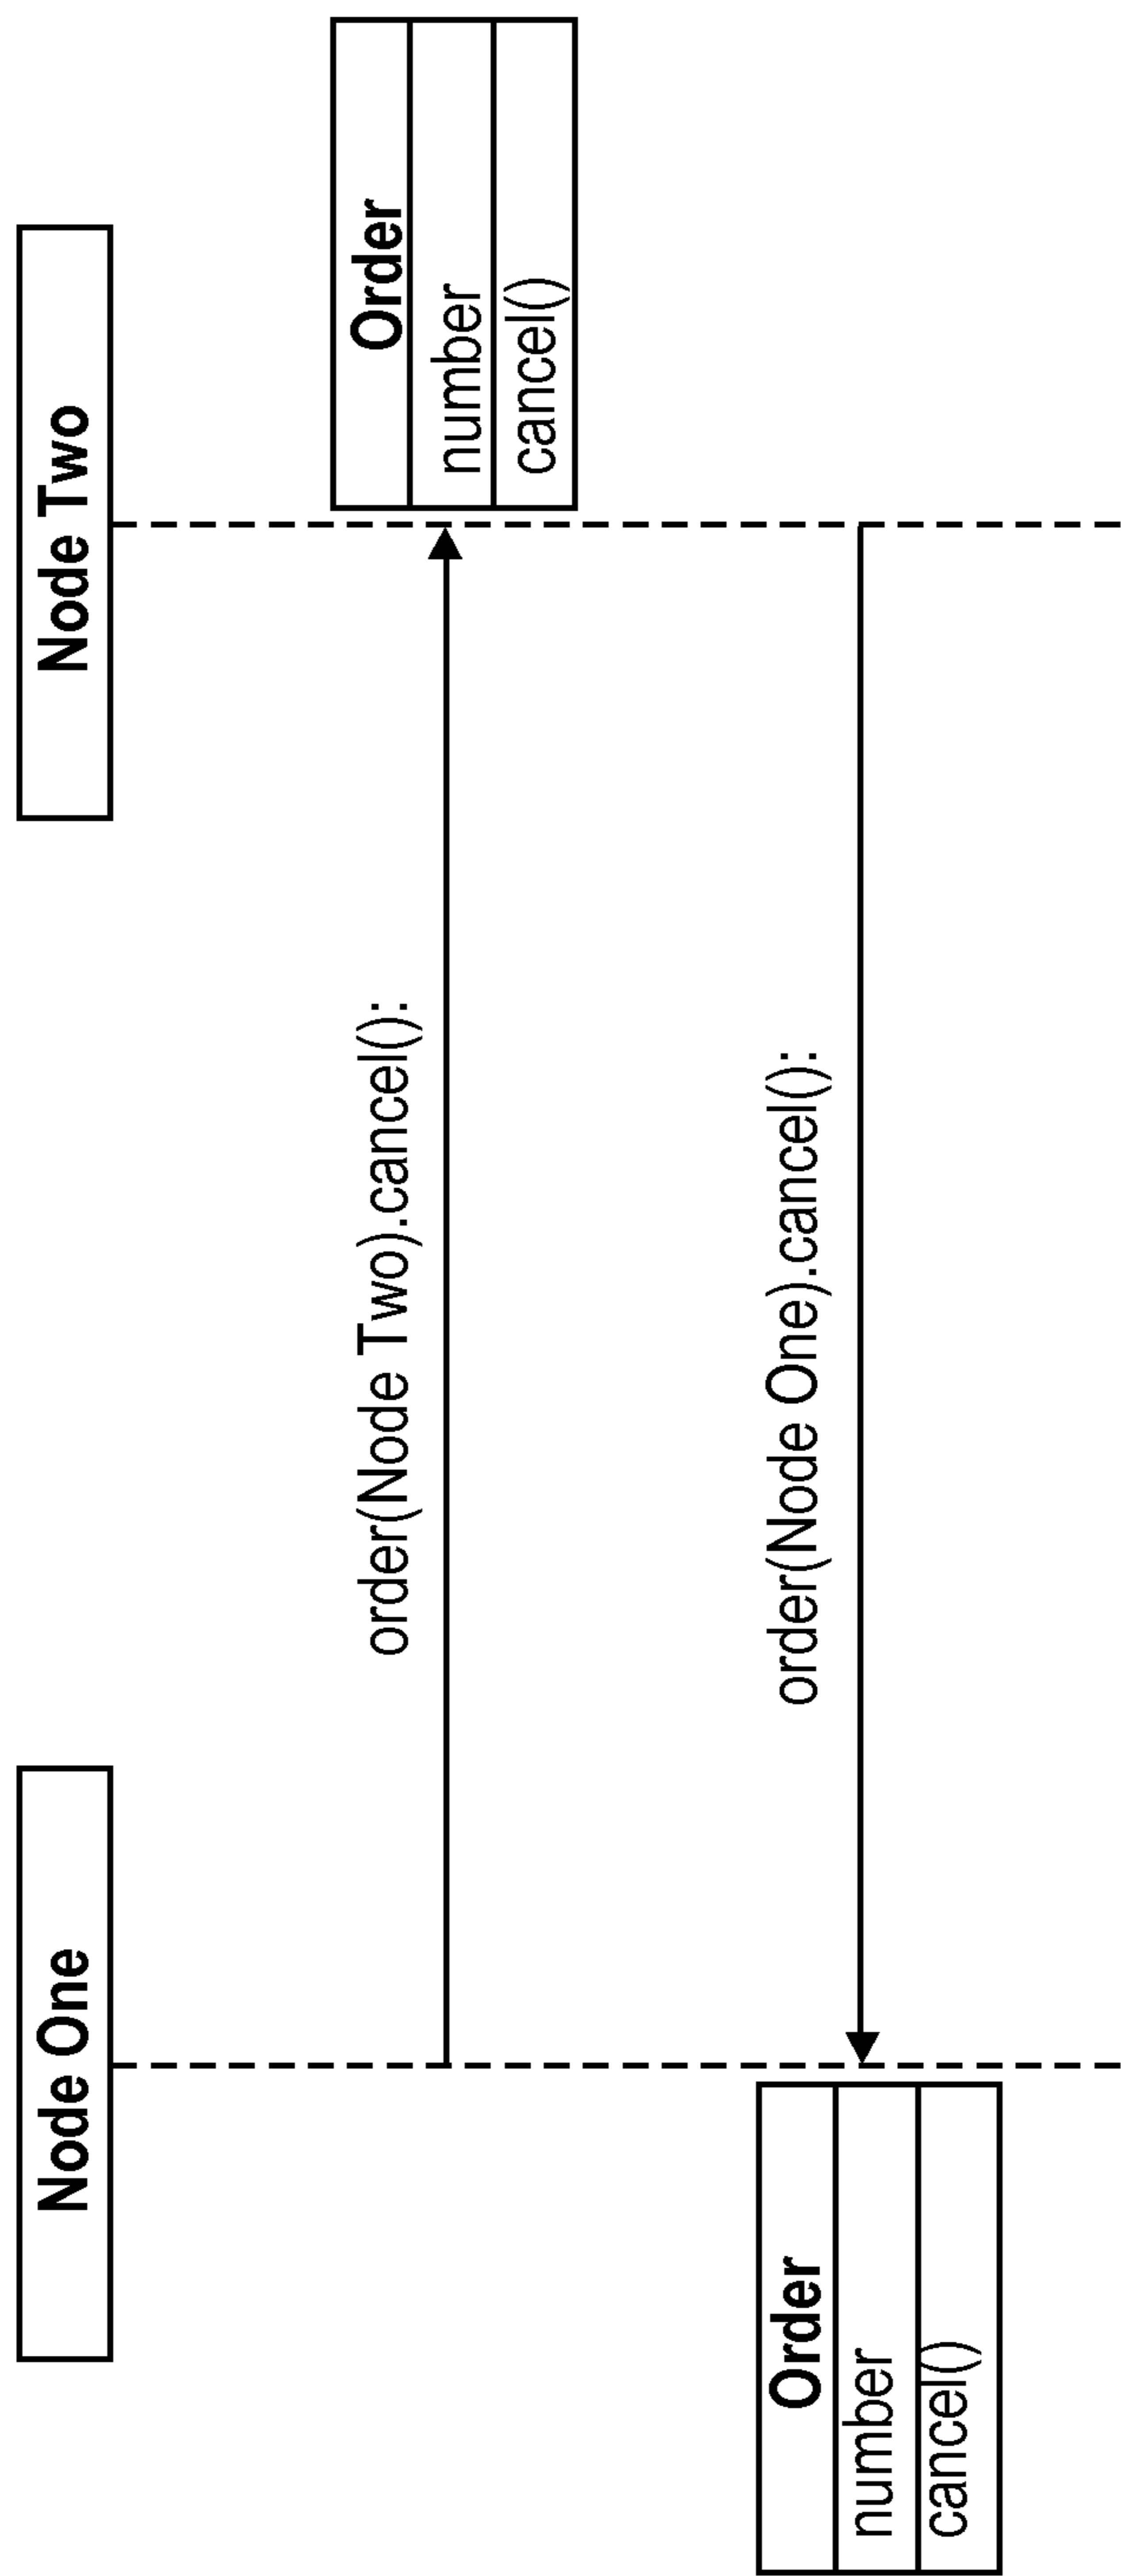 Node One
Node Two
order(Node Two).cancel():
Order
number
cancel()
order(Node One).cancel():
Order
number
cancel()